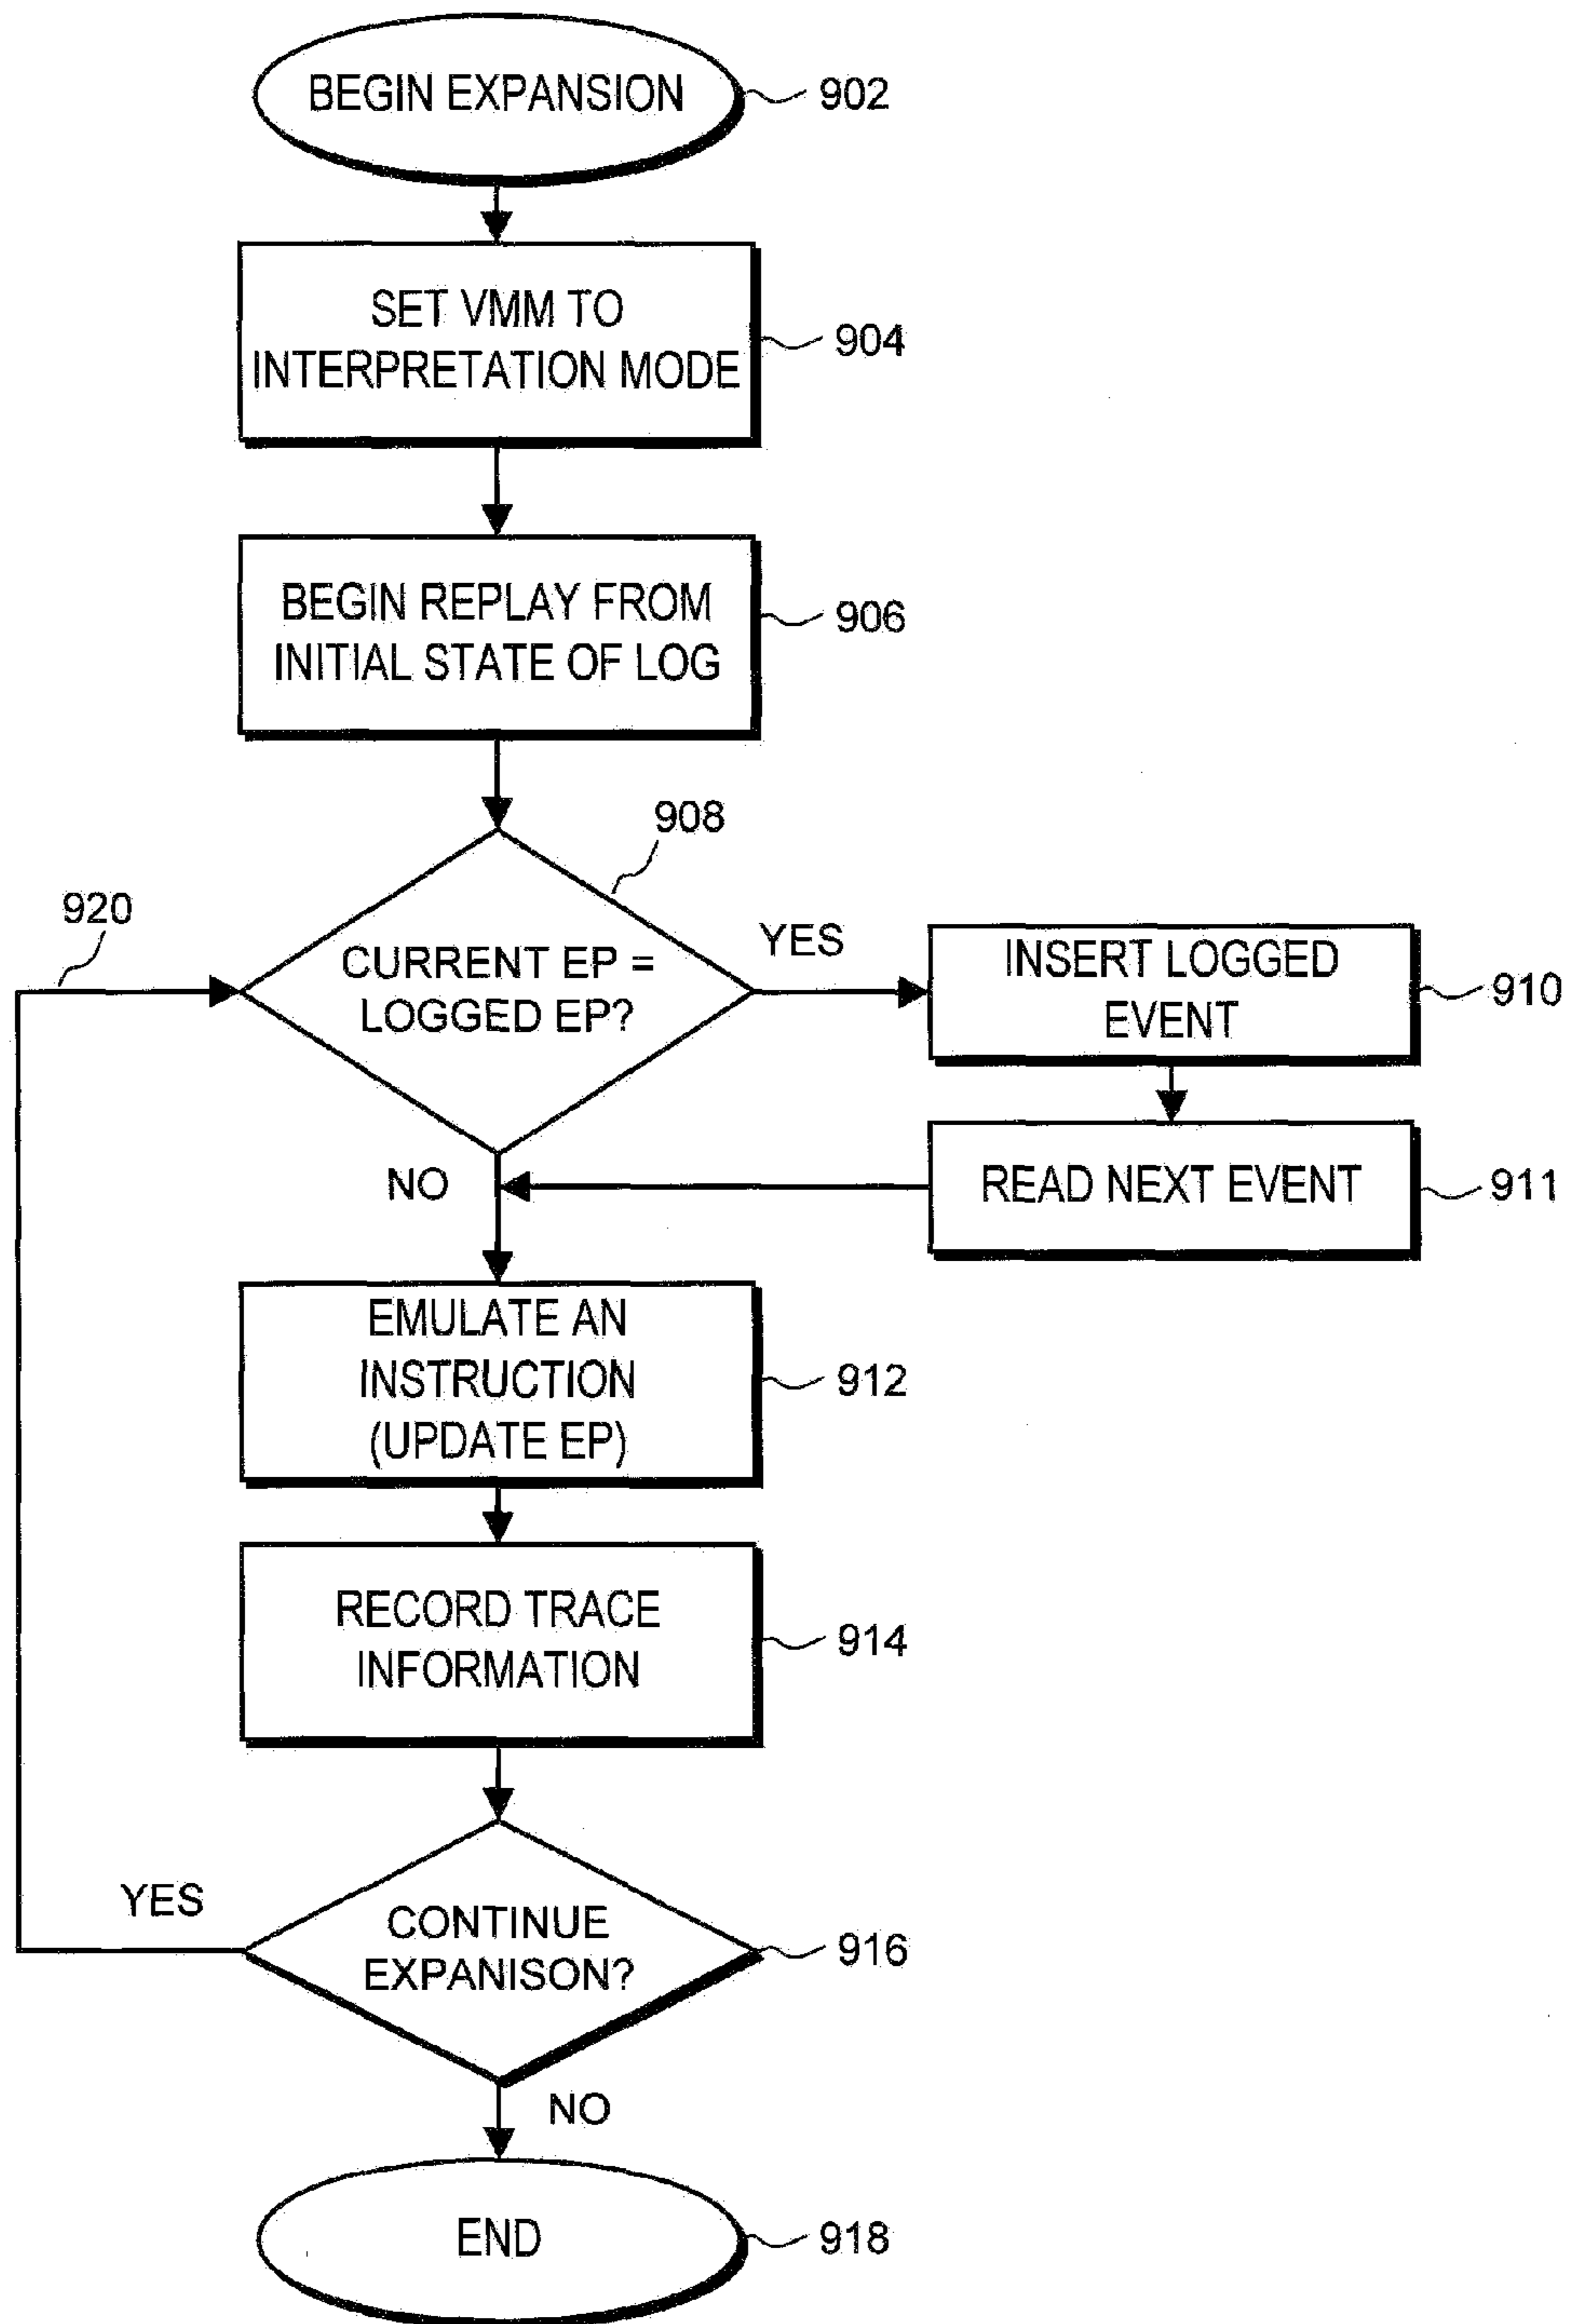 BEGIN EXPANSION
902
SET VMM TO
INTERPRETATION MODE
904
BEGIN REPLAY FROM
INITIAL STATE OF LOG
906
908
920
CURRENT EP =
LOGGED EP?
YES
INSERT LOGGED
EVENT
910
NO
READ NEXT EVENT
911
EMULATE AN
INSTRUCTION
(UPDATE EP)
912
RECORD TRACE
INFORMATION
914
YES
CONTINUE
EXPANISON?
916
NO
END
918